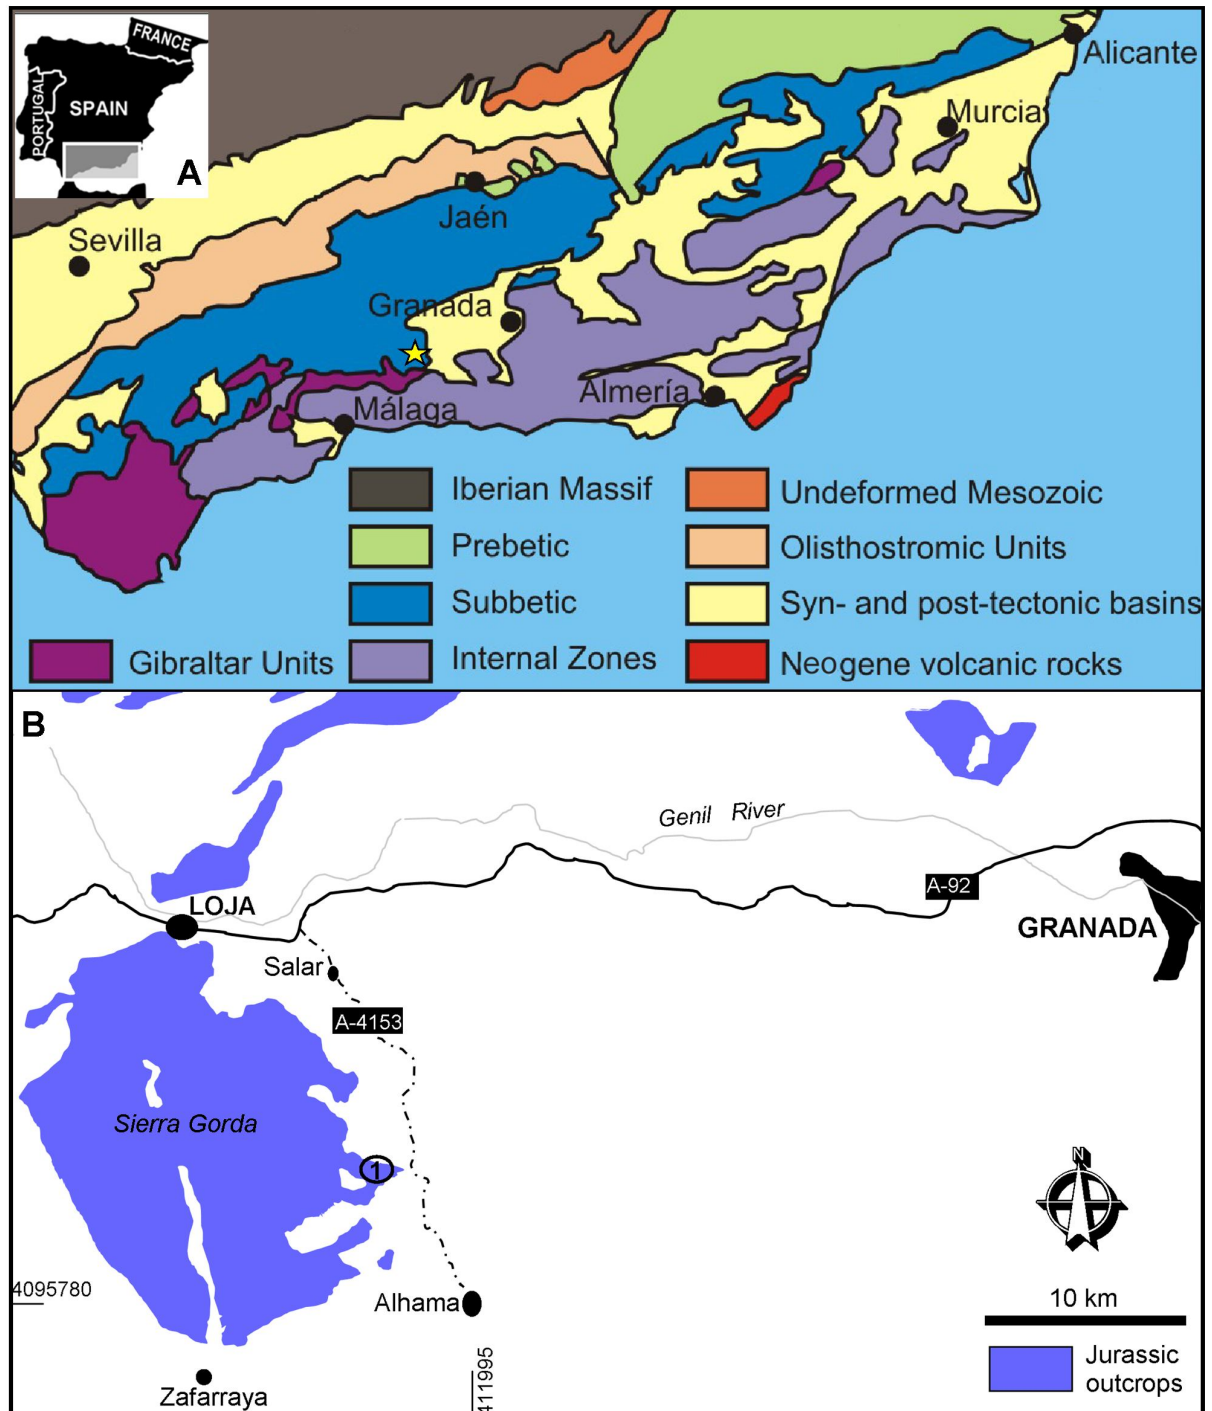 FRANCE
PORTUGAL
SPAIN
A
Alicante
Murcia
Jaén
Sevilla
Granada
Almería
Málaga
Iberian Massif
Undeformed Mesozoic
Prebetic
Olisthostromic Units
Subbetic
Syn- and post-tectonic basins
Gibraltar Units
Internal Zones
Neogene volcanic rocks
B
Genil River
A-92
LOJA
GRANADA
Salar
A-4153
Sierra Gorda
1
N
4095780
Alhama
10 km
411995
Jurassic
outcrops
Zafarraya